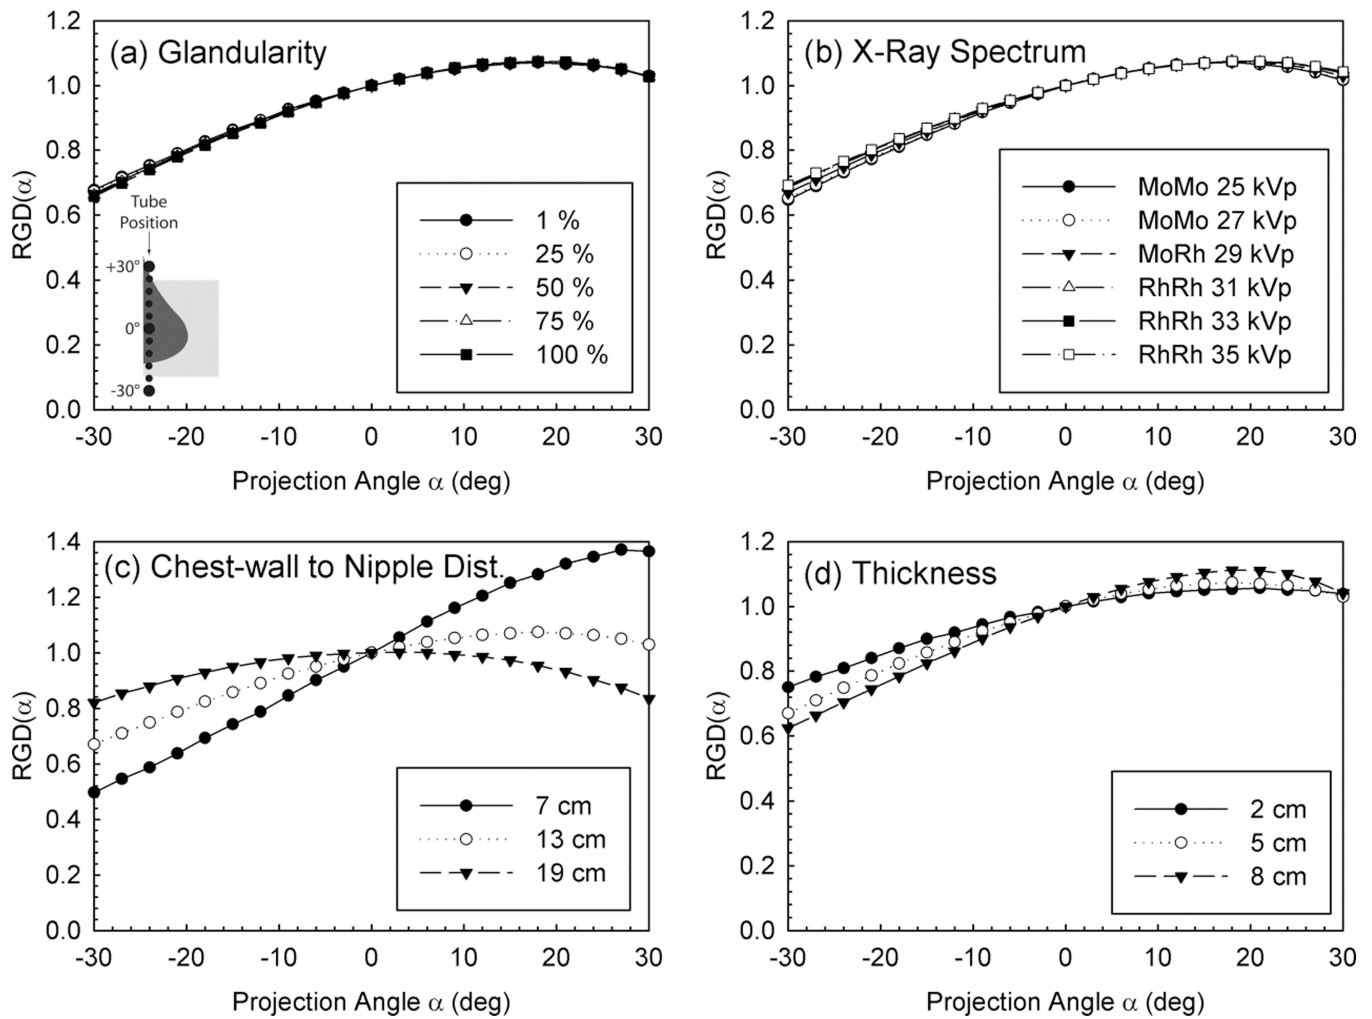 (a) Glandularity
1.2
1.0
0.8
0.6
0.4
0.2
0.0
RGD(α)
Tube
Position
+30°
0°
-30°
1 %
25 %
50 %
75 %
100 %
-30 -20 -10 0 10 20 30
Projection Angle α (deg)
(b) X-Ray Spectrum
1.2
1.0
0.8
0.6
0.4
0.2
0.0
RGD(α)
MoMo 25 kVp
MoMo 27 kVp
MoRh 29 kVp
RhRh 31 kVp
RhRh 33 kVp
RhRh 35 kVp
-30 -20 -10 0 10 20 30
Projection Angle α (deg)
(c) Chest-wall to Nipple Dist.
1.4
1.2
1.0
0.8
0.6
0.4
0.2
0.0
RGD(α)
7 cm
13 cm
19 cm
-30 -20 -10 0 10 20 30
Projection Angle α (deg)
(d) Thickness
1.2
1.0
0.8
0.6
0.4
0.2
0.0
RGD(α)
2 cm
5 cm
8 cm
-30 -20 -10 0 10 20 30
Projection Angle α (deg)